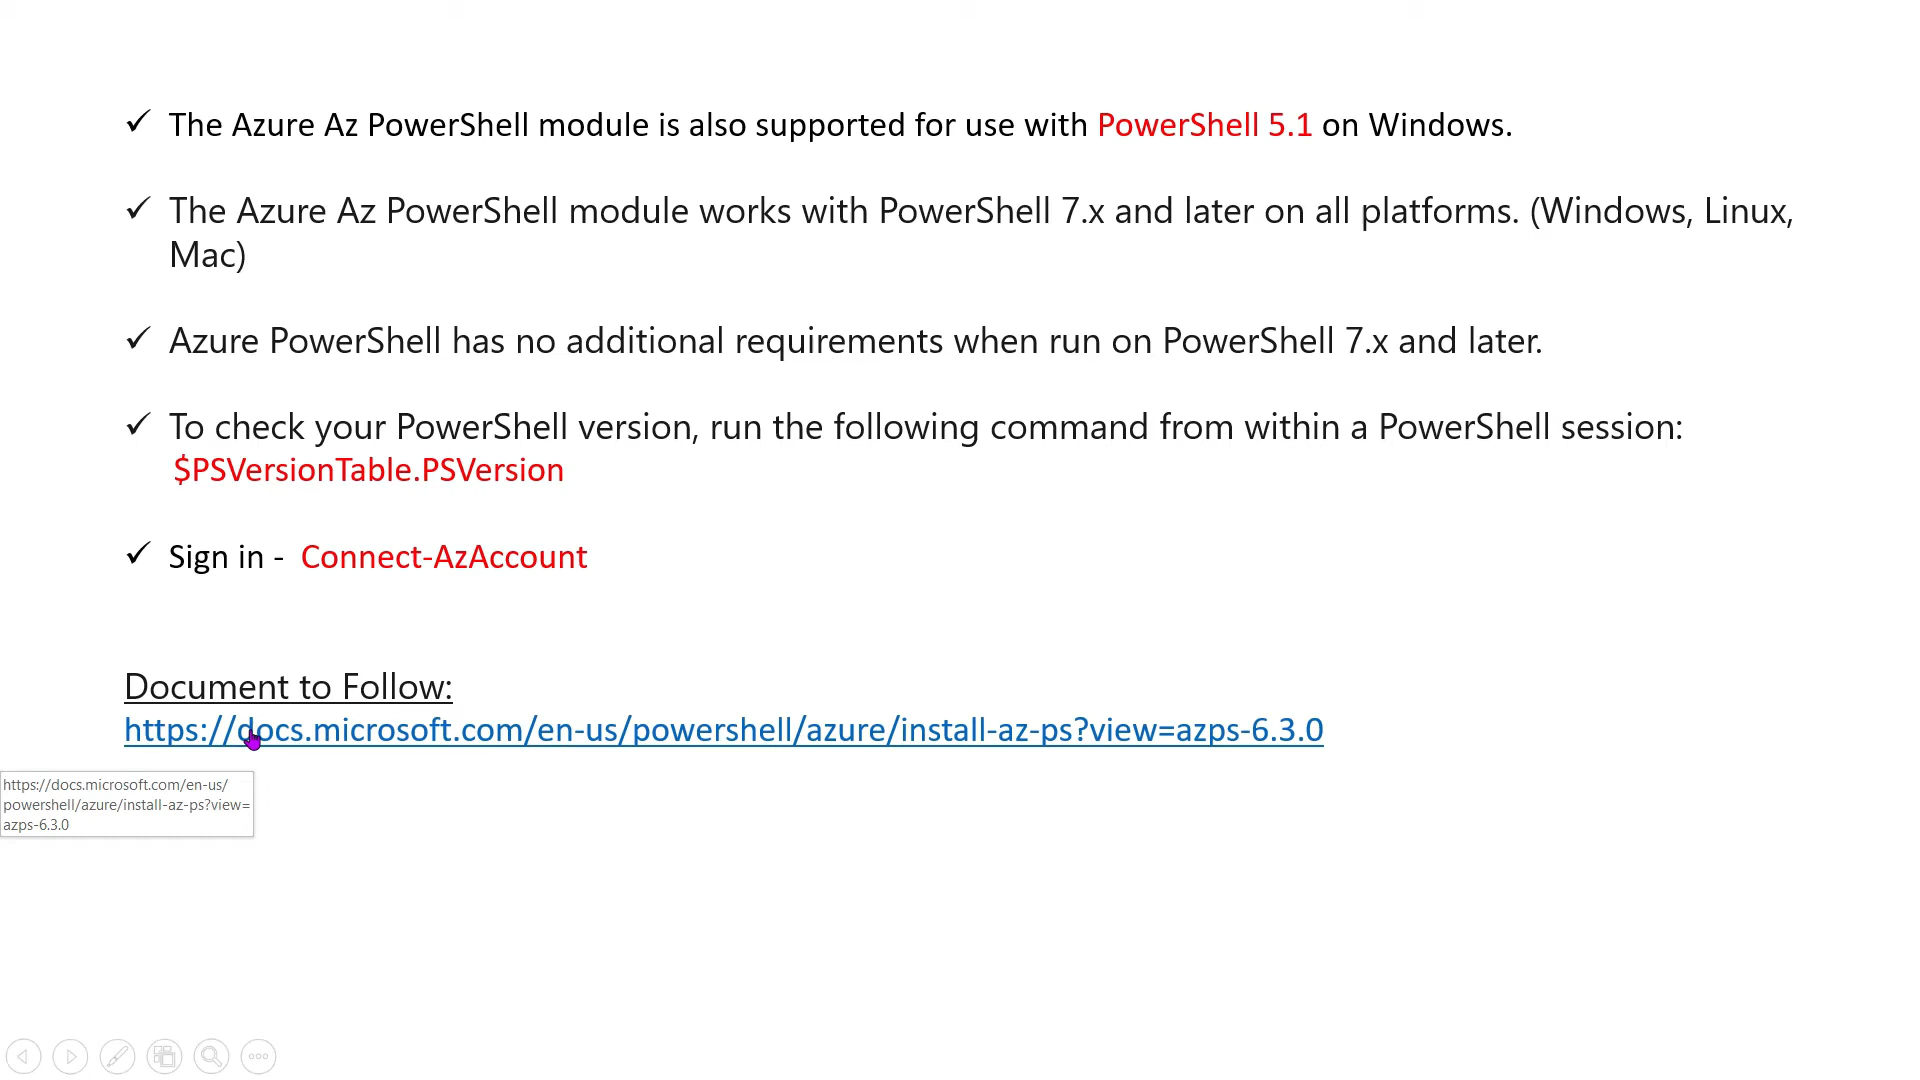 The Azure Az PowerShell module is also supported for use with PowerShell 5.1 on Windows.
The Azure Az PowerShell module works with PowerShell 7.x and later on all platforms. (Windows, Linux,
Mac)
Azure PowerShell has no additional requirements when run on PowerShell 7.x and later.
To check your PowerShell version, run the following command from within a PowerShell session:
$PSVersionTable.PSVersion
Sign in - Connect-AzAccount
Document to Follow:
https://docs.microsoft.com/en-us/powershell/azure/install-az-ps?view=azps-6.3.0
https://docs.microsoft.com/en-us/
powershell/azure/install-az-ps?view=
azps-6.3.0